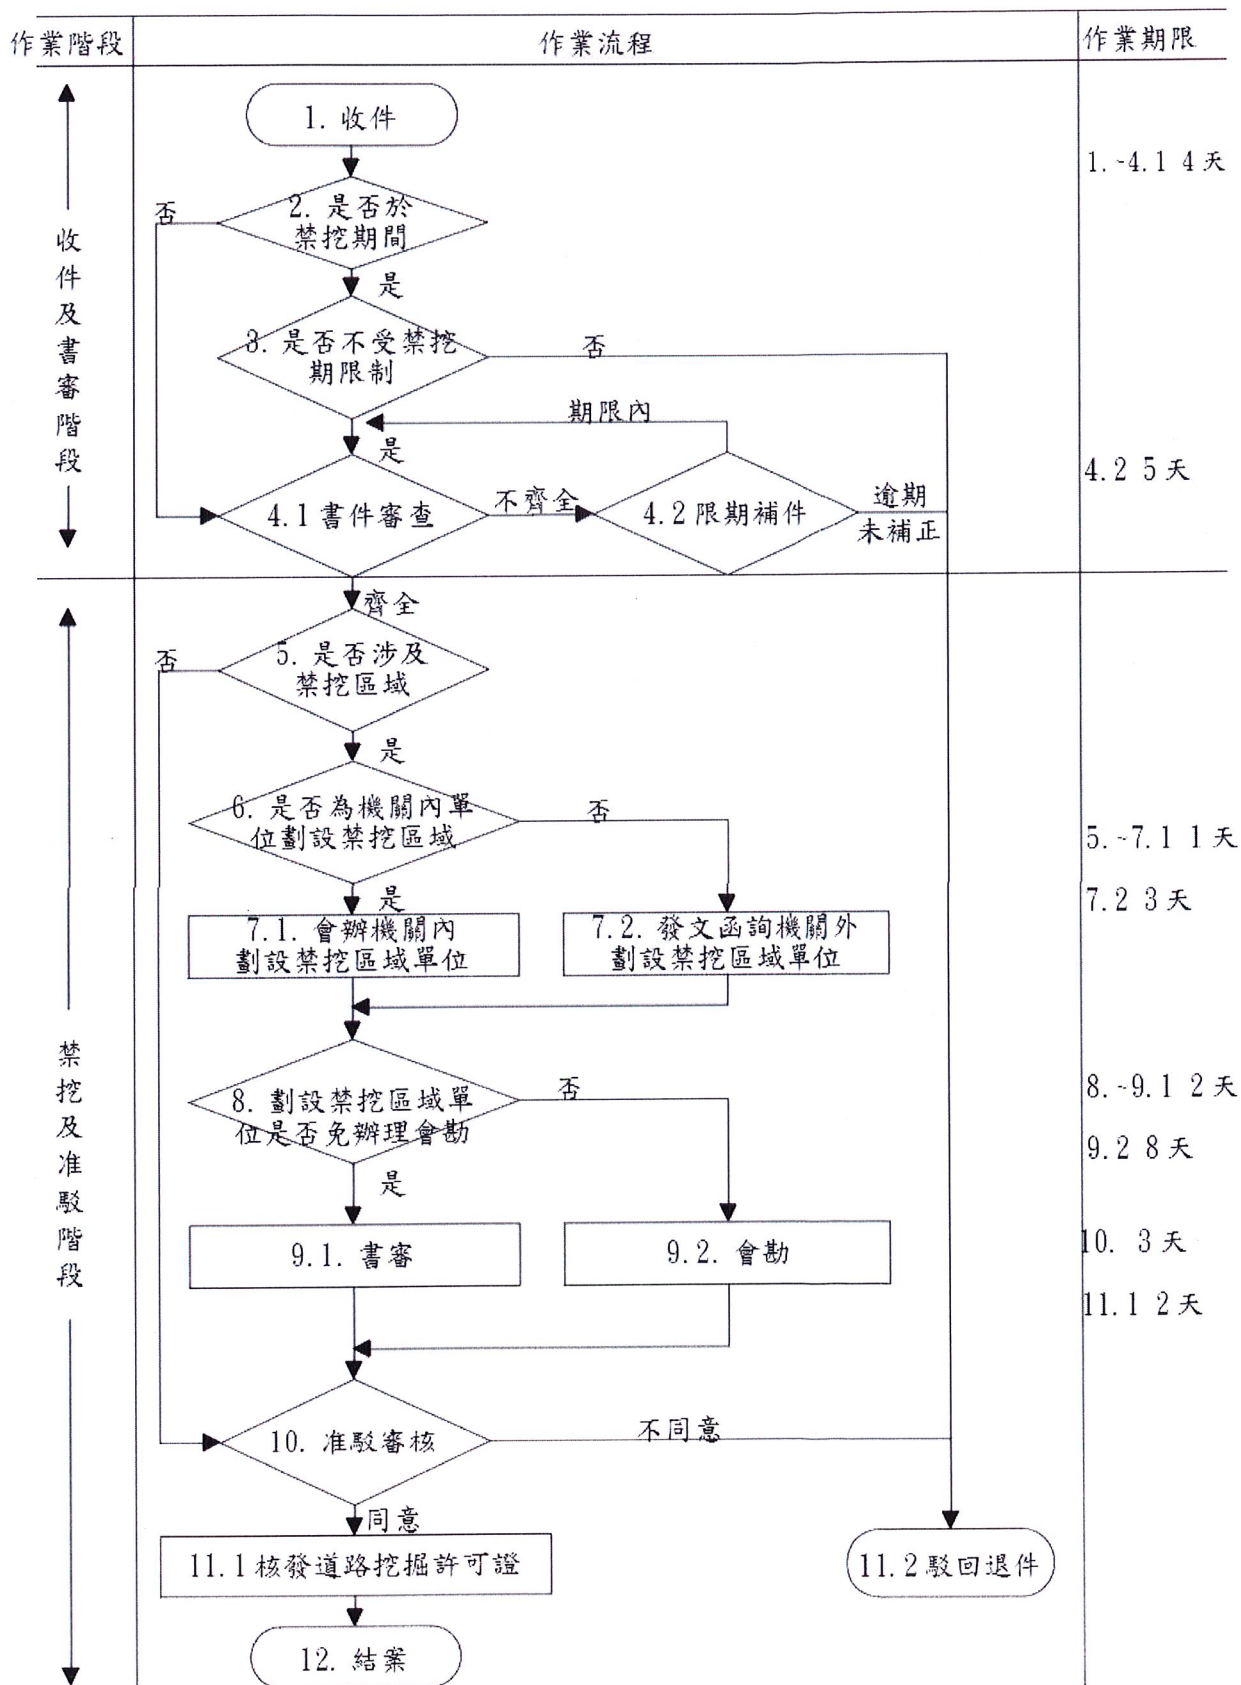 作業階段
作業流程
作業期限
1. 收件
1.~4.1 4天
2. 是否於
禁挖期間
否
是
收件及書審階段
3. 是否不受禁挖
期限制
否
期限內
是
4.1書件審查
不齊全
4.2限期補件
逾期
未補正
4.2 5天
齊全
5. 是否涉及
禁挖區域
否
是
6. 是否為機關內單
位劃設禁挖區域
否
是
5.~7.1 1天
7.2 3天
7.1. 會辦機關內
劃設禁挖區域單位
7.2. 發文函詢機關外
劃設禁挖區域單位
禁挖及准駁階段
8. 劃設禁挖區域單
位是否免辦理會勘
否
是
8.~9.1 2天
9.2 8天
9.1. 書審
9.2. 會勘
10. 3天
11.1 2天
10. 准駁審核
不同意
同意
11.1核發道路挖掘許可證
11.2駁回退件
12. 結案